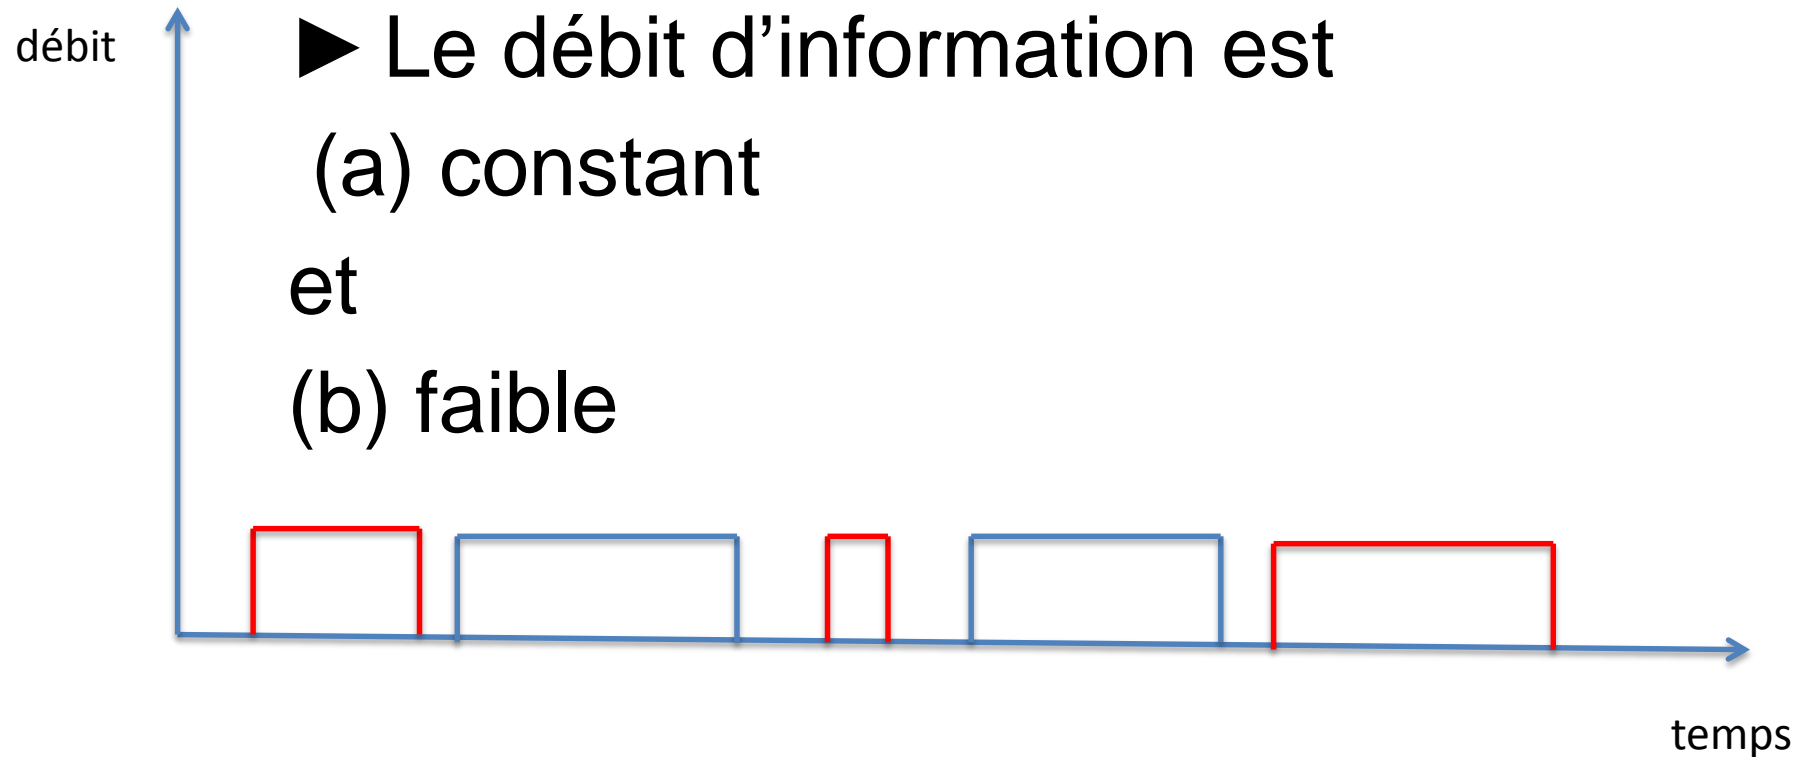 débit
► Le débit d’information est
(a) constant
et
(b) faible
temps